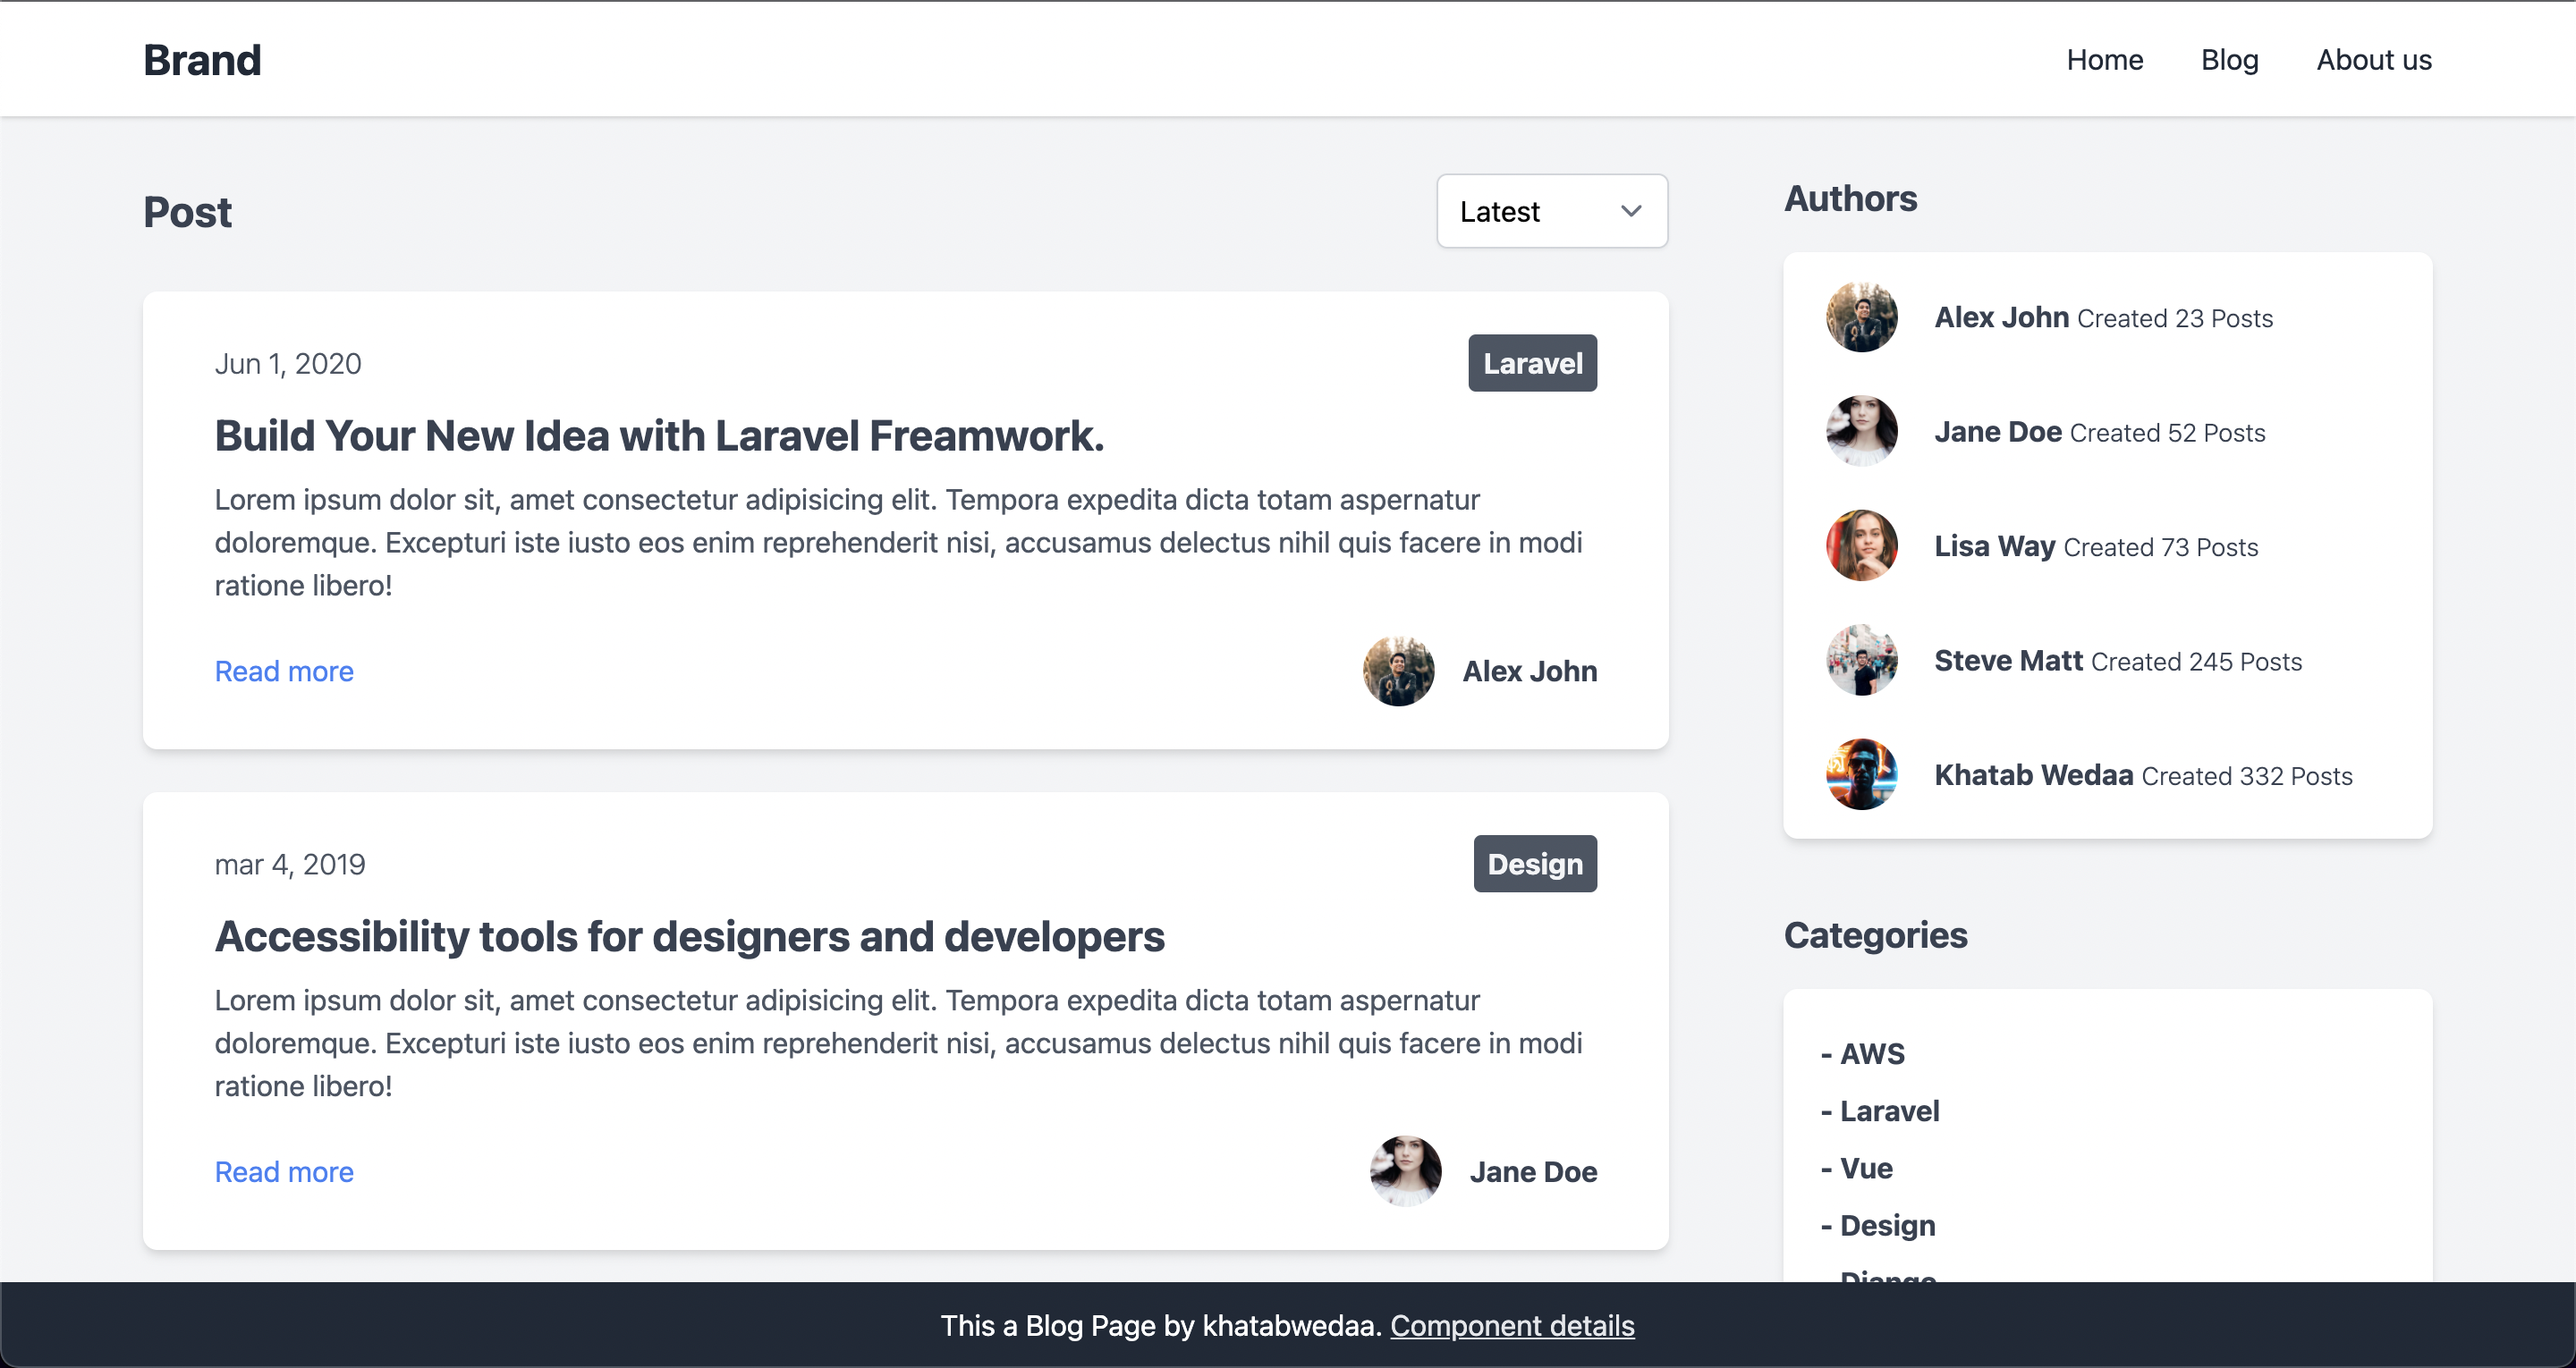 Brand
Home
Blog
About us
Post
Latest
Jun 1, 2020
Laravel
Build Your New Idea with Laravel Freamwork.
Lorem ipsum dolor sit, amet consectetur adipisicing elit. Tempora expedita dicta totam aspernatur
doloremque. Excepturi iste iusto eos enim reprehenderit nisi, accusamus delectus nihil quis facere in modi
ratione libero!
Read more
Alex John
mar 4, 2019
Design
Accessibility tools for designers and developers
Lorem ipsum dolor sit, amet consectetur adipisicing elit. Tempora expedita dicta totam aspernatur
doloremque. Excepturi iste iusto eos enim reprehenderit nisi, accusamus delectus nihil quis facere in modi
ratione libero!
Read more
Jane Doe
Authors
Alex John Created 23 Posts
Jane Doe Created 52 Posts
Lisa Way Created 73 Posts
Steve Matt Created 245 Posts
Khatab Wedaa Created 332 Posts
Categories
- AWS
- Laravel
- Vue
- Design
Django
This a Blog Page by khatabwedaa. Component details